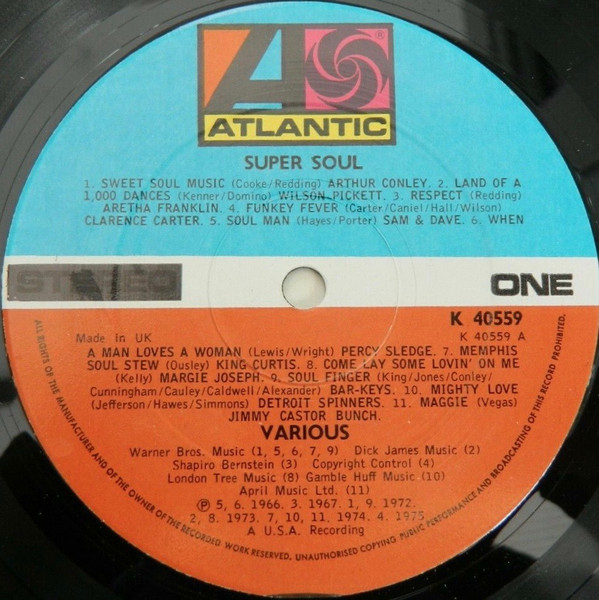 ATLANTIC
SUPER SOUL
1. SWEET SOUL MUSIC (Cooke/Redding) ARTHUR CONLEY. 2. LAND OF A
1,000 DANCES (Kenner/Domino) WILSON PICKETT. 3. RESPECT (Redding)
ARETHA FRANKLIN. 4. FUNKEY FEVER (Carter/Caniel/Hall/Wilson)
CLARENCE CARTER. 5. SOUL MAN (Hayes/Porter) SAM & DAVE. 6. WHEN
STEREO
ONE
K 40559
Made in UK
K 40559 A
A MAN LOVES A WOMAN (Lewis/Wright) PERCY SLEDGE. 7. MEMPHIS
SOUL STEW (Ousley) KING CURTIS. 8. COME LAY SOME LOVIN' ON ME
(Kelly) MARGIE JOSEPH. 9. SOUL FINGER (King/Jones/Conley/
Cunningham/Cauley/Caldwell/Alexander) BAR-KEYS. 10. MIGHTY LOVE
(Jefferson/Hawes/Simmons) DETROIT SPINNERS. 11. MAGGIE (Vegas)
JIMMY CASTOR BUNCH.
VARIOUS
Warner Bros. Music (1, 5, 6, 7, 9) Dick James Music (2)
Shapiro Bernstein (3) Copyright Control (4)
London Tree Music (8) Gamble Huff Music (10)
April Music Ltd. (11)
℗ 5, 6. 1966. 3. 1967. 1, 9. 1972.
2, 8. 1973. 7, 10, 11. 1974. 4. 1975
A U.S.A. Recording
ALL RIGHTS OF THE MANUFACTURER AND OF THE OWNER OF THE RECORDED WORK RESERVED. UNAUTHORISED COPYING PUBLIC PERFORMANCE AND BROADCASTING OF THIS RECORD PROHIBITED.